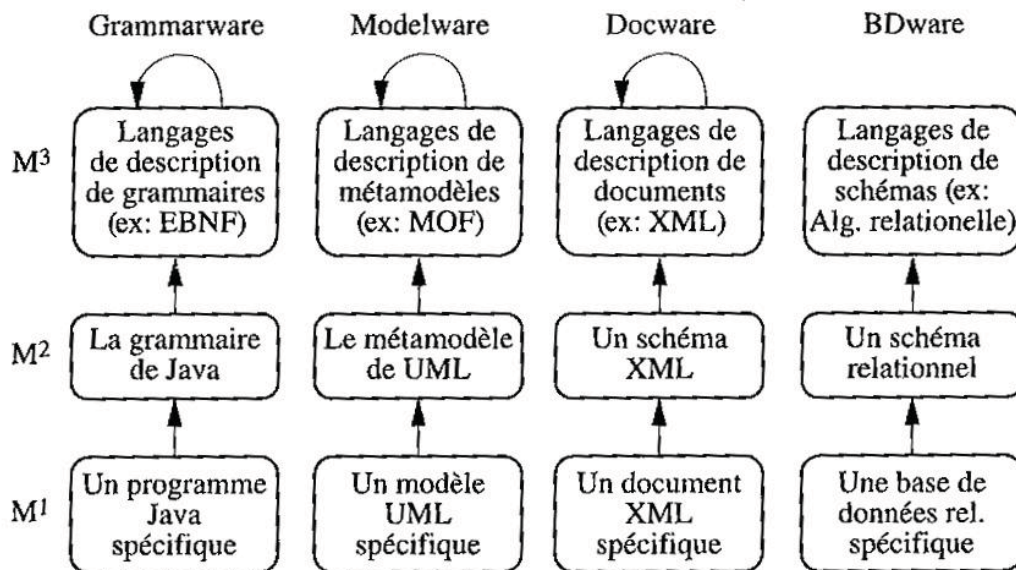 Grammarware
Modelware
Docware
BDware
M3
Langages
de description
de grammaires
(ex: EBNF)
Langages de
description de
métamodèles
(ex: MOF)
Langages de
description de
documents
(ex: XML)
Langages de
description de
schémas (ex:
Alg. relationelle)
M2
La grammaire
de Java
Le métamodèle
de UML
Un schéma
XML
Un schéma
relationnel
M1
Un programme
Java
spécifique
Un modèle
UML
spécifique
Un document
XML
spécifique
Une base de
données rel.
spécifique